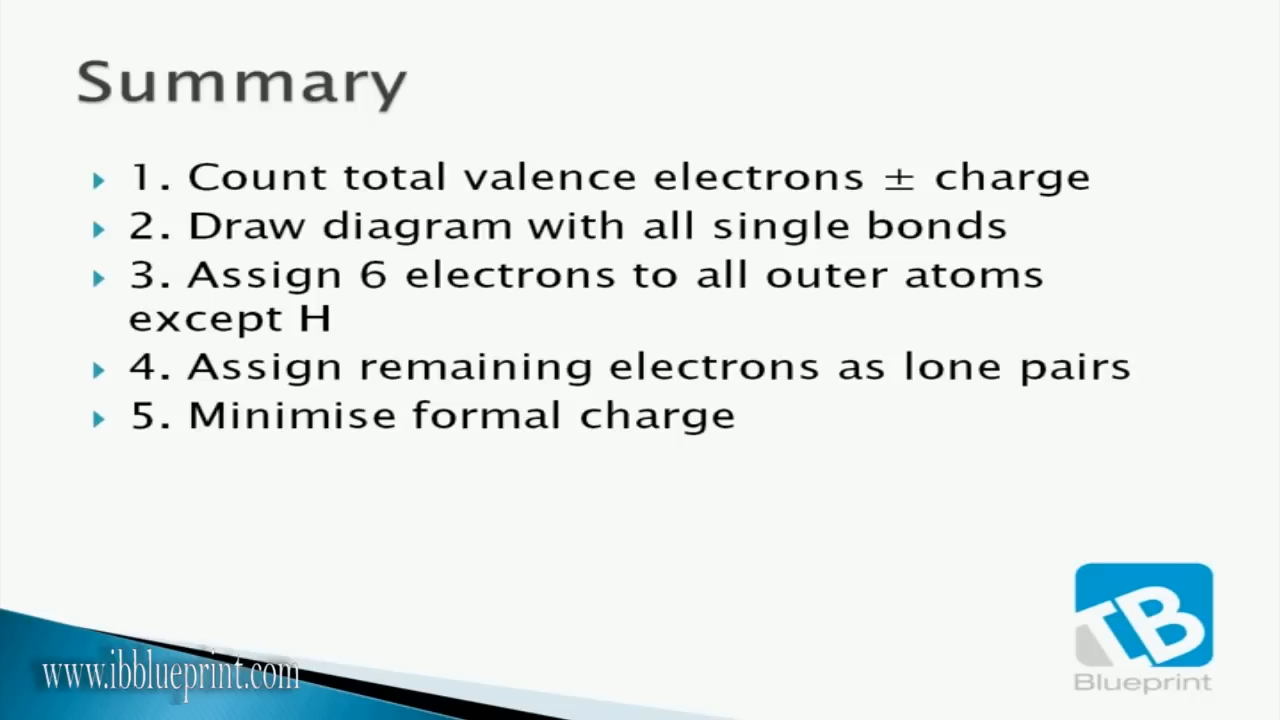 Summary
1. Count total valence electrons ± charge
2. Draw diagram with all single bonds
3. Assign 6 electrons to all outer atoms
except H
4. Assign remaining electrons as lone pairs
5. Minimise formal charge
IB
Blueprint
www.ibblueprint.com